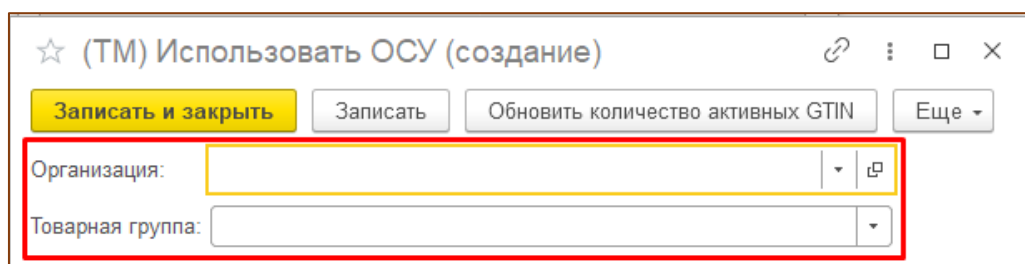 (ТМ) Использовать ОСУ (создание)
Записать и закрыть Записать Обновить количество активных GTIN Еще
Организация:
Товарная группа: